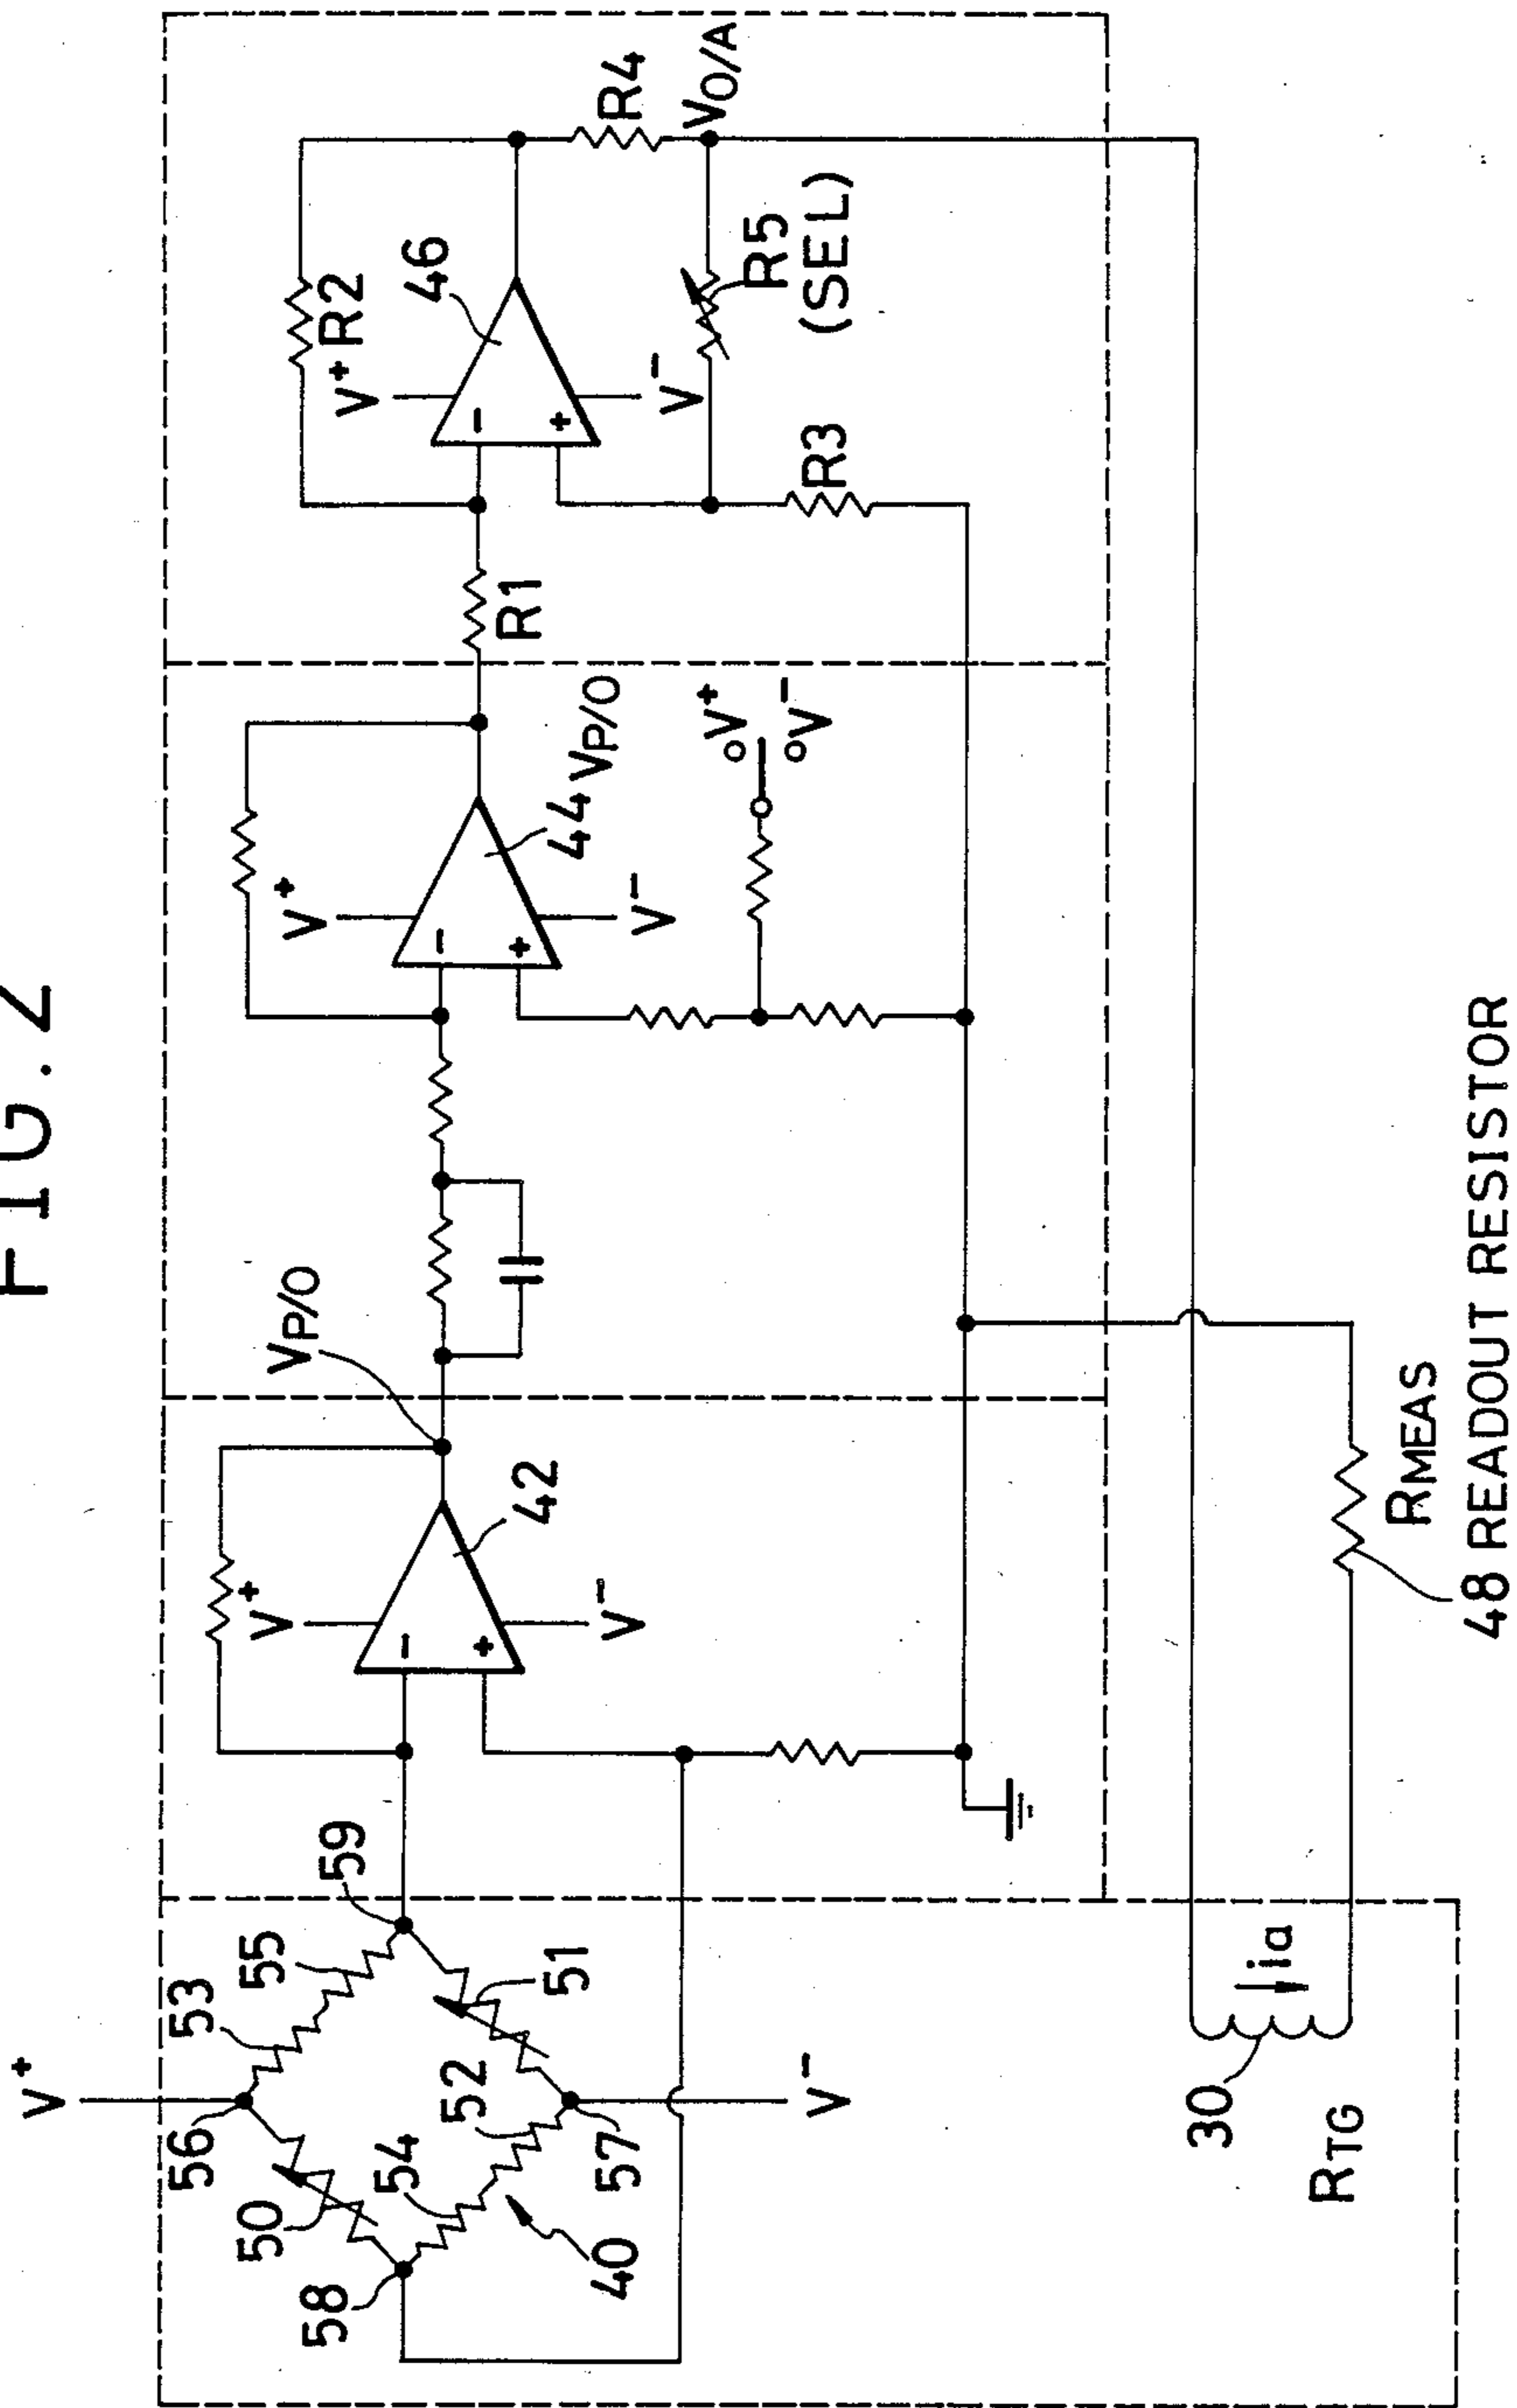 FIG. 2
V+
56
53
55
59
50
58
54
52
57
51
40
V-
V+
42
V-
VP/O
V+
44
V-
VP/O
V+
V-
R1
R2
V+
46
V-
R3
R4
R5
(SEL)
VO/A
30
ia
RTG
RMEAS
48 READOUT RESISTOR